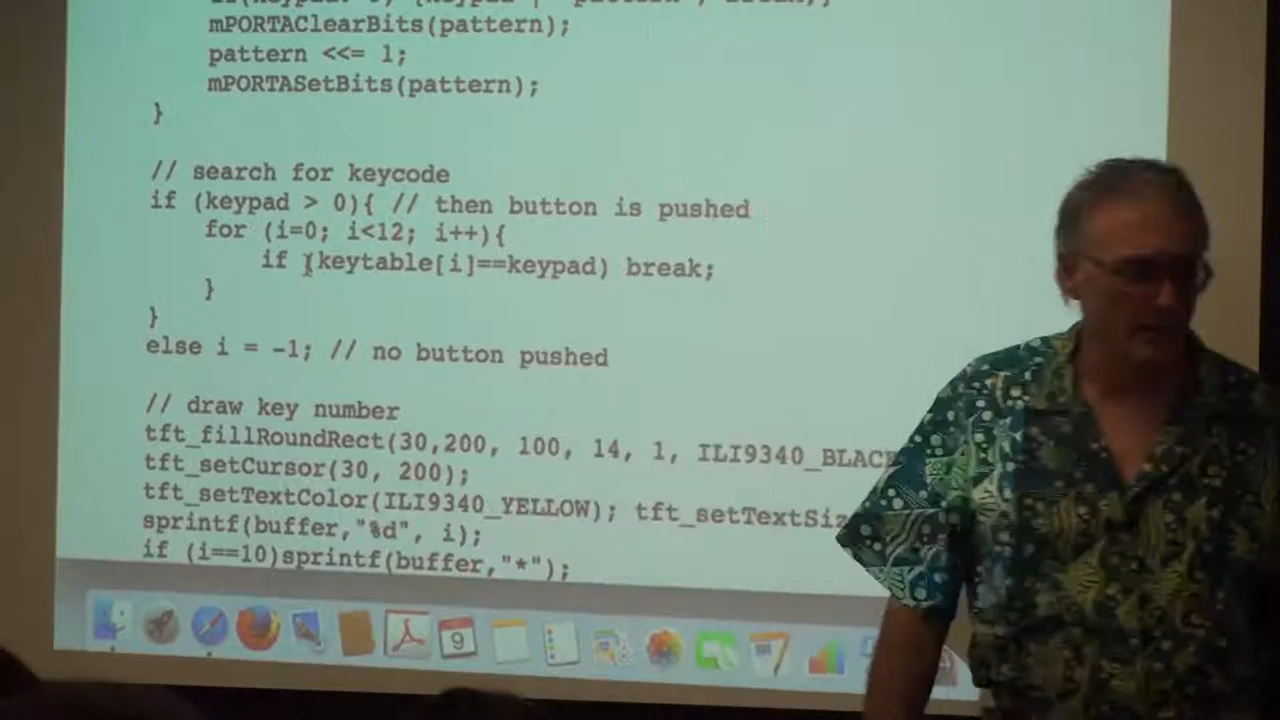 mPORTAClearBits(pattern);
pattern <<= 1;
mPORTASetBits(pattern);
}
// search for keycode
if (keypad > 0){ // then button is pushed
for (i=0; i<12; i++){
if (keytable[i]==keypad) break;
}
}
else i = -1; // no button pushed
// draw key number
tft_fillRoundRect(30,200, 100, 14, 1, ILI9340_BLACK
tft_setCursor(30, 200);
tft_setTextColor(ILI9340_YELLOW); tft_setTextSiz
sprintf(buffer,"%d", i);
if (i==10)sprintf(buffer,"*");
9